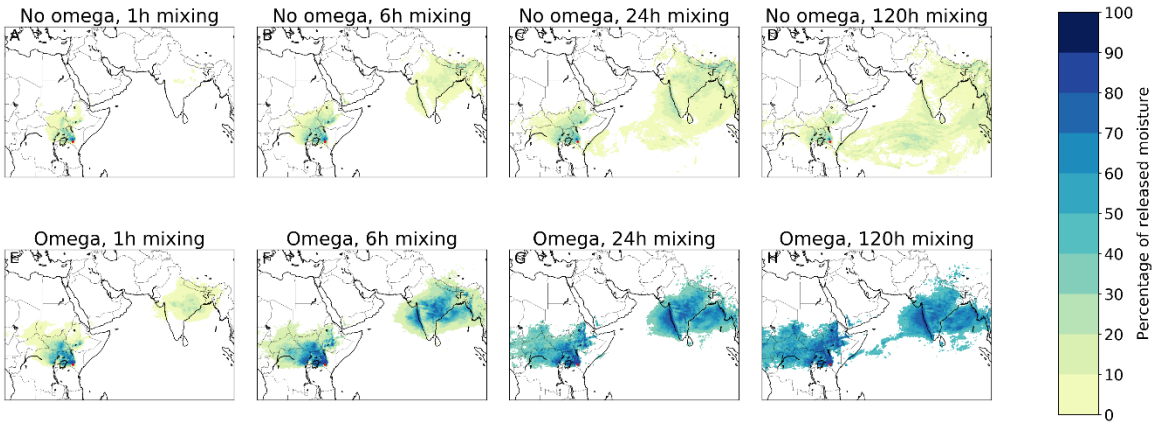 No omega, 1h mixing
No omega, 6h mixing
No omega, 24h mixing
No omega, 120h mixing
A
B
C
D
Omega, 1h mixing
Omega, 6h mixing
Omega, 24h mixing
Omega, 120h mixing
E
F
G
H
100
90
80
70
60
50
40
30
20
10
0
Percentage of released moisture